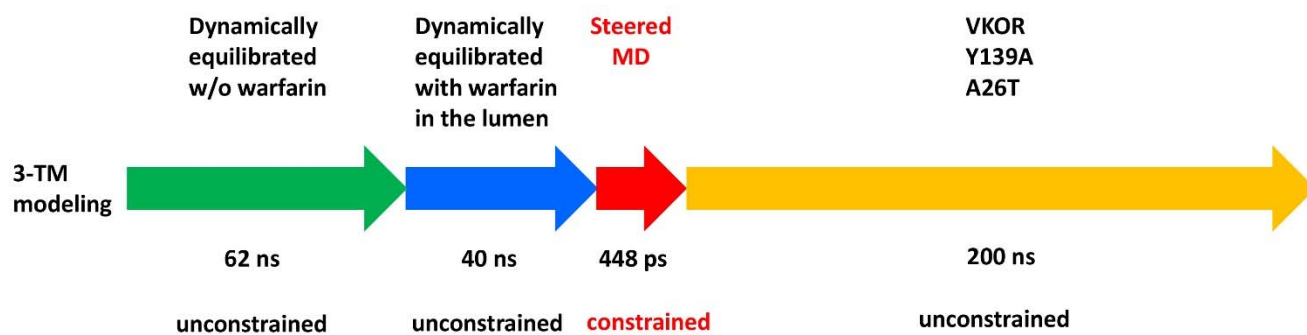 Dynamically
equilibrated
w/o warfarin
Dynamically
equilibrated
with warfarin
in the lumen
Steered
MD
VKOR
Y139A
A26T
3-TM
modeling
62 ns
40 ns
448 ps
200 ns
unconstrained
unconstrained
constrained
unconstrained